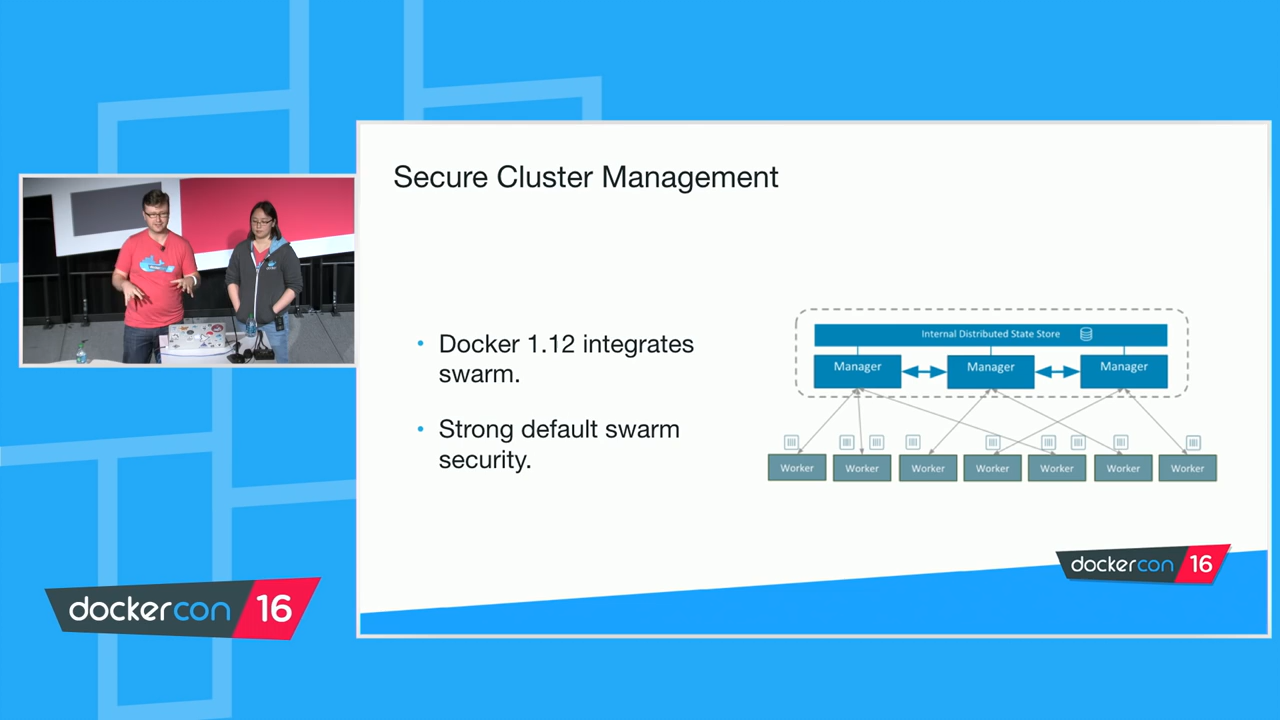 Secure Cluster Management
Docker 1.12 integrates
swarm.
Strong default swarm
security.
Internal Distributed State Store
Manager
Manager
Manager
Worker
Worker
Worker
Worker
Worker
Worker
Worker
dockercon 16
dockercon 16